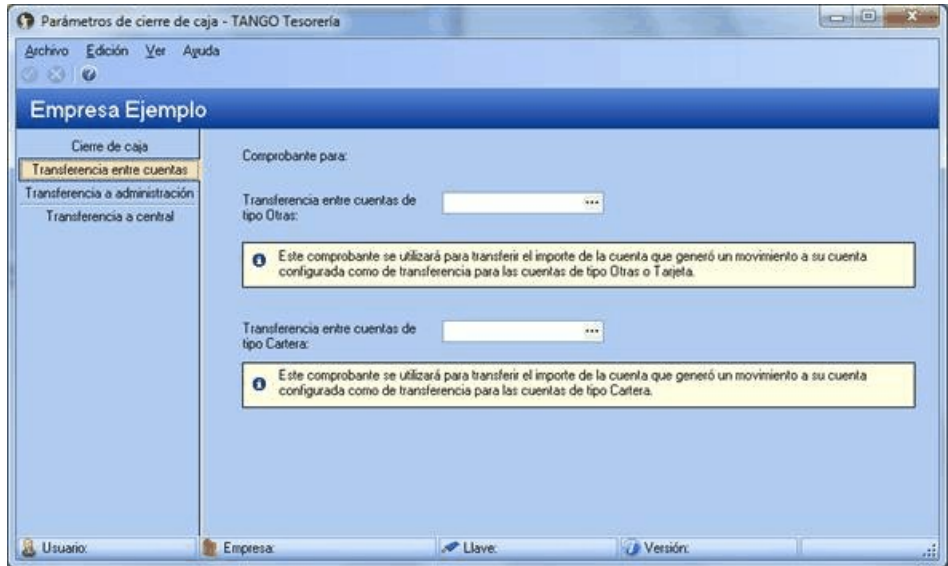 Parámetros de cierre de caja - TANGO Tesorería
Archivo Edición Ver Ayuda
Empresa Ejemplo
Cierre de caja
Transferencia entre cuentas
Transferencia a administración
Transferencia a central
Comprobante para:
Transferencia entre cuentas de
tipo Otras:
Este comprobante se utilizará para transferir el importe de la cuenta que generó un movimiento a su cuenta
configurada como de transferencia para las cuentas de tipo Otras o Tarjeta.
Transferencia entre cuentas de
tipo Cartera:
Este comprobante se utilizará para transferir el importe de la cuenta que generó un movimiento a su cuenta
configurada como de transferencia para las cuentas de tipo Cartera.
Usuario: Empresa: Llave: Versión: